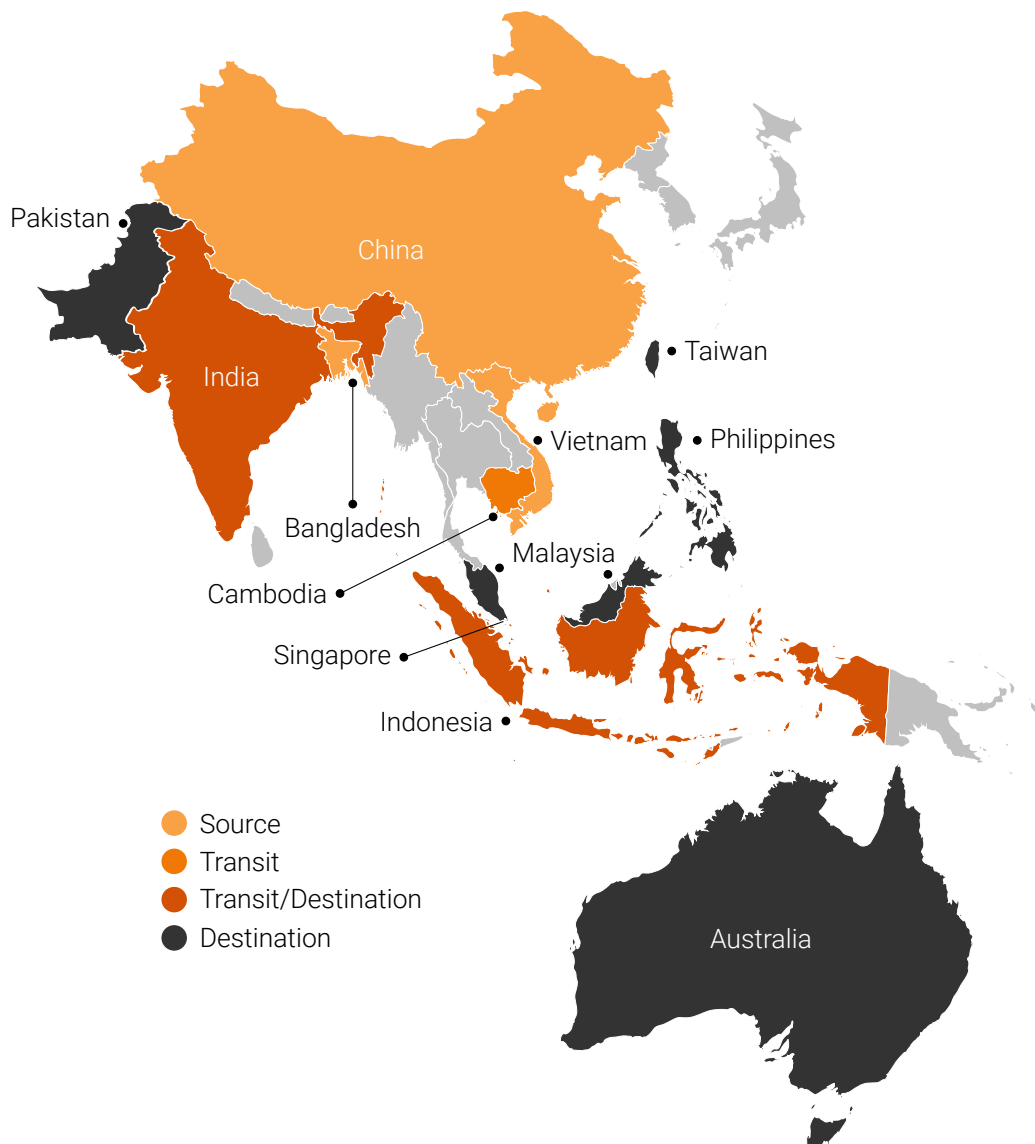 Pakistan
China
Taiwan
India
Vietnam
Philippines
Bangladesh
Malaysia
Cambodia
Singapore
Indonesia
Source
Transit
Transit/Destination
Destination
Australia